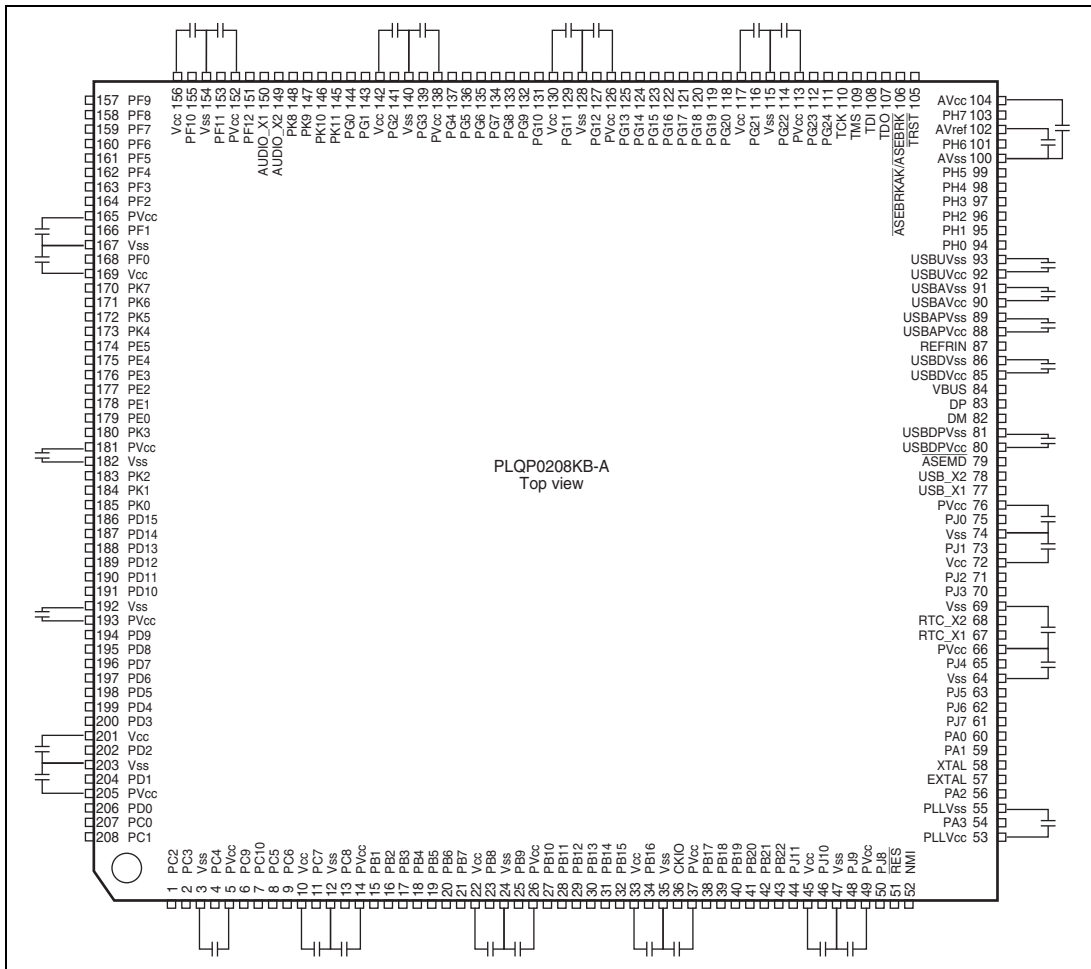 156 Vcc
155 PF10
154 Vss
153 PF11
152 PVcc
151 PF12
150 AUDIO_X1
149 AUDIO_X2
148 PK8
147 PK9
146 PK10
145 PK11
144 PG0
143 PG1
142 Vcc
141 PG2
140 Vss
139 PG3
138 PVcc
137 PG4
136 PG5
135 PG6
134 PG7
133 PG8
132 PG9
131 PG10
130 Vcc
129 PG11
128 Vss
127 PG12
126 PVcc
125 PG13
124 PG14
123 PG15
122 PG16
121 PG17
120 PG18
119 PG19
118 PG20
117 Vcc
116 PG21
115 Vss
114 PG22
113 PVcc
112 PG23
111 PG24
110 TCK
109 TMS
108 TDI
107 TDO
106 ASEBRKAK/ASEBRK
105 TRST
157 PF9
158 PF8
159 PF7
160 PF6
161 PF5
162 PF4
163 PF3
164 PF2
165 PVcc
166 PF1
167 Vss
168 PF0
169 Vcc
170 PK7
171 PK6
172 PK5
173 PK4
174 PE5
175 PE4
176 PE3
177 PE2
178 PE1
179 PE0
180 PK3
181 PVcc
182 Vss
183 PK2
184 PK1
185 PK0
186 PD15
187 PD14
188 PD13
189 PD12
190 PD11
191 PD10
192 Vss
193 PVcc
194 PD9
195 PD8
196 PD7
197 PD6
198 PD5
199 PD4
200 PD3
201 Vcc
202 PD2
203 Vss
204 PD1
205 PVcc
206 PD0
207 PC0
208 PC1
PLQP0208KB-A
Top view
AVcc 104
PH7 103
AVref 102
PH6 101
AVss 100
PH5 99
PH4 98
PH3 97
PH2 96
PH1 95
PH0 94
USBUVss 93
USBUVcc 92
USBAVss 91
USBAVcc 90
USBAPVss 89
USBAPVcc 88
REFRIN 87
USBDVss 86
USBDVcc 85
VBUS 84
DP 83
DM 82
USBDPVss 81
USBDPVcc 80
ASEMD 79
USB_X2 78
USB_X1 77
PVcc 76
PJ0 75
Vss 74
PJ1 73
Vcc 72
PJ2 71
PJ3 70
Vss 69
RTC_X2 68
RTC_X1 67
PVcc 66
PJ4 65
Vss 64
PJ5 63
PJ6 62
PJ7 61
PA0 60
PA1 59
XTAL 58
EXTAL 57
PA2 56
PLLVss 55
PA3 54
PLLVcc 53
1 PC2
2 PC3
3 Vss
4 PC4
5 PVcc
6 PC9
7 PC10
8 PC5
9 PC6
10 Vcc
11 PC7
12 Vss
13 PC8
14 PVcc
15 PB1
16 PB2
17 PB3
18 PB4
19 PB5
20 PB6
21 PB7
22 Vcc
23 PB8
24 Vss
25 PB9
26 PVcc
27 PB10
28 PB11
29 PB12
30 PB13
31 PB14
32 PB15
33 Vcc
34 PB16
35 Vss
36 CKIO
37 PVcc
38 PB17
39 PB18
40 PB19
41 PB20
42 PB21
43 PB22
44 PJ11
45 Vcc
46 PJ10
47 Vss
48 PJ9
49 PVcc
50 PJ8
51 RES
52 NMI